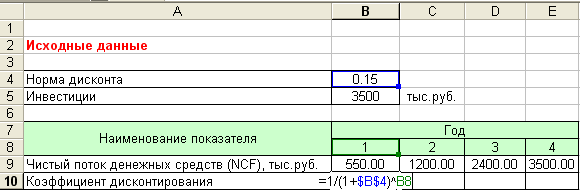 A B C D E
1
2 Исходные данные
3
4 Норма дисконта 0.15
5 Инвестиции 3500 тыс.руб.
6
7 Наименование показателя Год
8 1 2 3 4
9 Чистый поток денежных средств (NCF), тыс.руб. 550.00 1200.00 2400.00 3500.00
10 Коэффициент дисконтирования =1/(1+$B$4)^B8